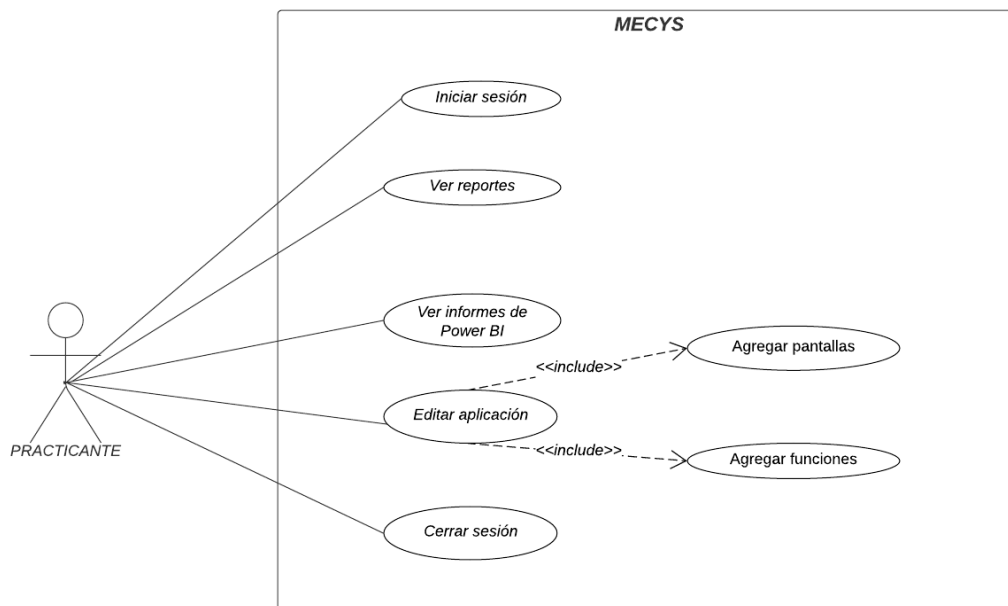 MECYS
Iniciar sesión
Ver reportes
Ver informes de
Power BI
Agregar pantallas
<<include>>
Editar aplicación
PRACTICANTE
<<include>>
Agregar funciones
Cerrar sesión